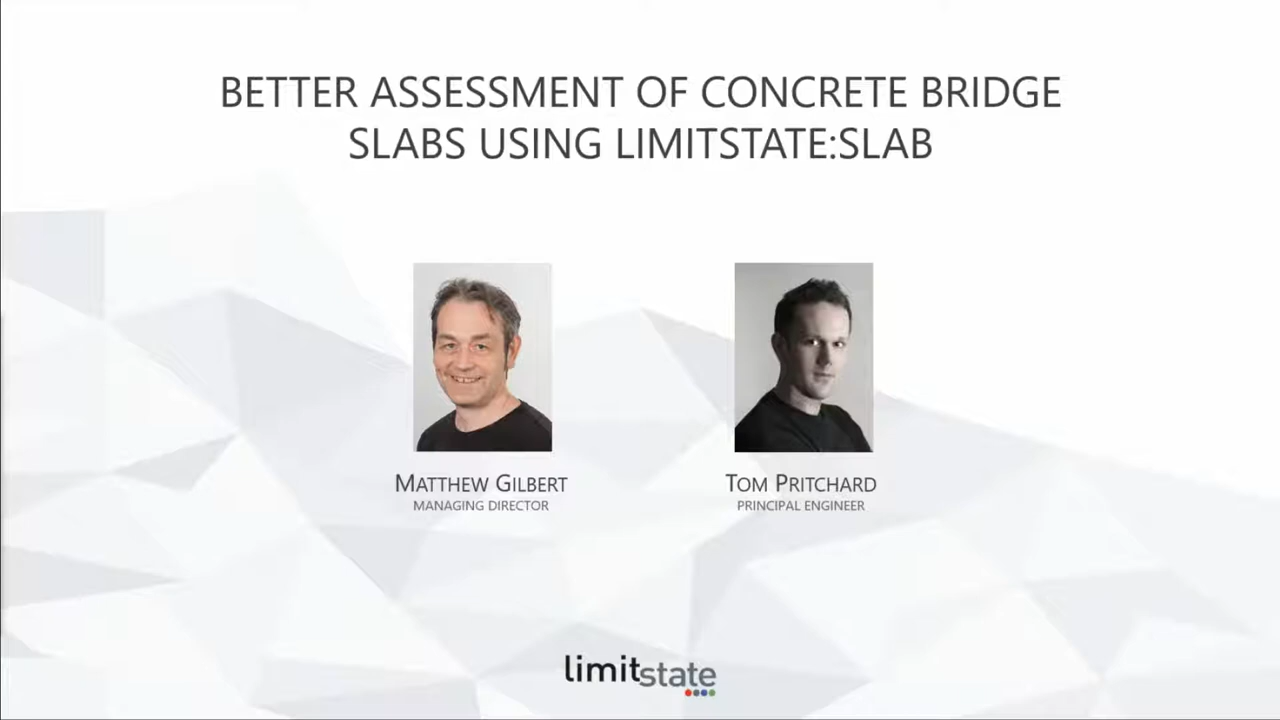 BETTER ASSESSMENT OF CONCRETE BRIDGE
SLABS USING LIMITSTATE:SLAB
MATTHEW GILBERT
MANAGING DIRECTOR
TOM PRITCHARD
PRINCIPAL ENGINEER
limitstate